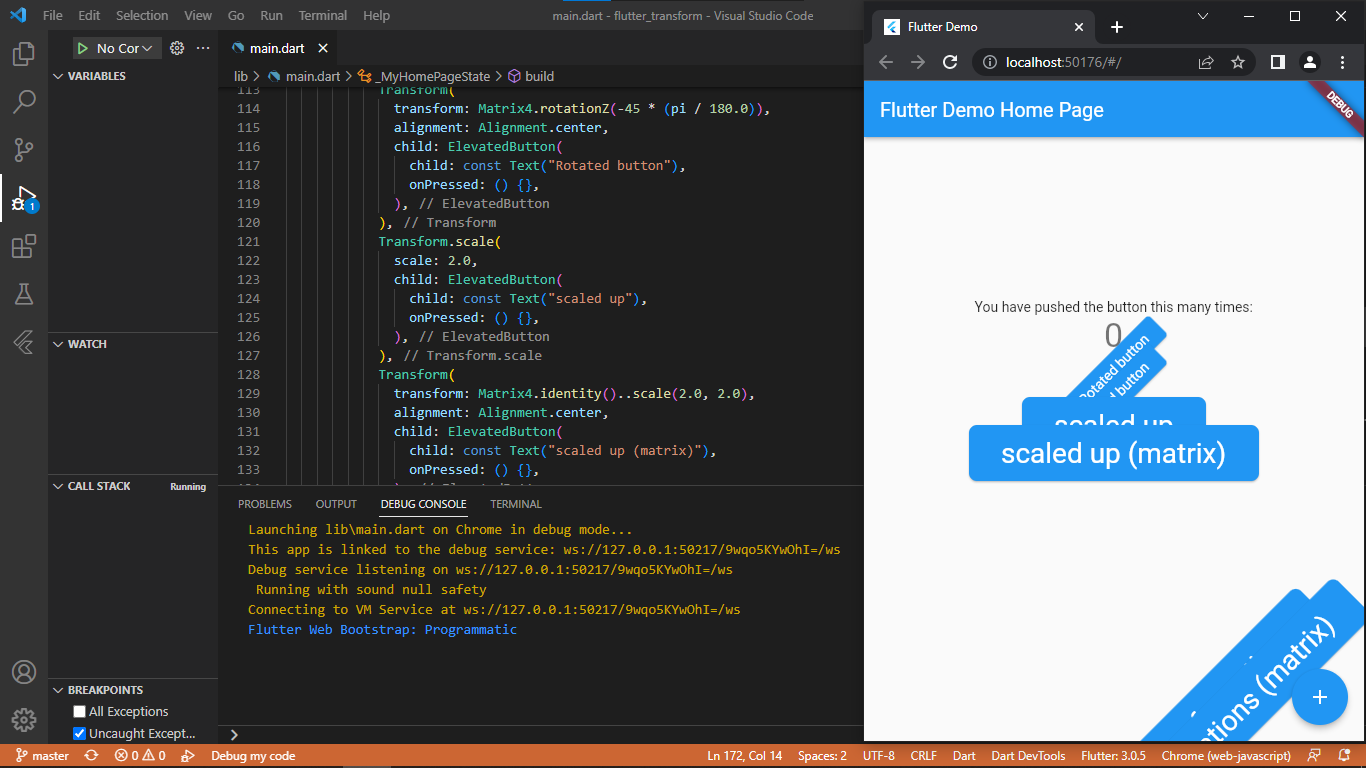 File Edit Selection View Go Run Terminal Help
main.dart - flutter_transform - Visual Studio Code
No Cor
VARIABLES
WATCH
CALL STACK Running
BREAKPOINTS
All Exceptions
Uncaught Except...
1
main.dart
lib > main.dart > _MyHomePageState > build
113 Transform(
114 transform: Matrix4.rotationZ(-45 * (pi / 180.0)),
115 alignment: Alignment.center,
116 child: ElevatedButton(
117 child: const Text("Rotated button"),
118 onPressed: () {},
119 ), // ElevatedButton
120 ), // Transform
121 Transform.scale(
122 scale: 2.0,
123 child: ElevatedButton(
124 child: const Text("scaled up"),
125 onPressed: () {},
126 ), // ElevatedButton
127 ), // Transform.scale
128 Transform(
129 transform: Matrix4.identity()..scale(2.0, 2.0),
130 alignment: Alignment.center,
131 child: ElevatedButton(
132 child: const Text("scaled up (matrix)"),
133 onPressed: () {},
PROBLEMS OUTPUT DEBUG CONSOLE TERMINAL
Launching lib\main.dart on Chrome in debug mode...
This app is linked to the debug service: ws://127.0.0.1:50217/9wqo5KYwOhI=/ws
Debug service listening on ws://127.0.0.1:50217/9wqo5KYwOhI=/ws
Running with sound null safety
Connecting to VM Service at ws://127.0.0.1:50217/9wqo5KYwOhI=/ws
Flutter Web Bootstrap: Programmatic
>
master 0 0 Debug my code Ln 172, Col 14 Spaces: 2 UTF-8 CRLF Dart Dart DevTools Flutter: 3.0.5 Chrome (web-javascript)
Flutter Demo
localhost:50176/#/
Flutter Demo Home Page
DEBUG
You have pushed the button this many times:
0
Rotated button
button
scaled up
scaled up (matrix)
(matrix)
+